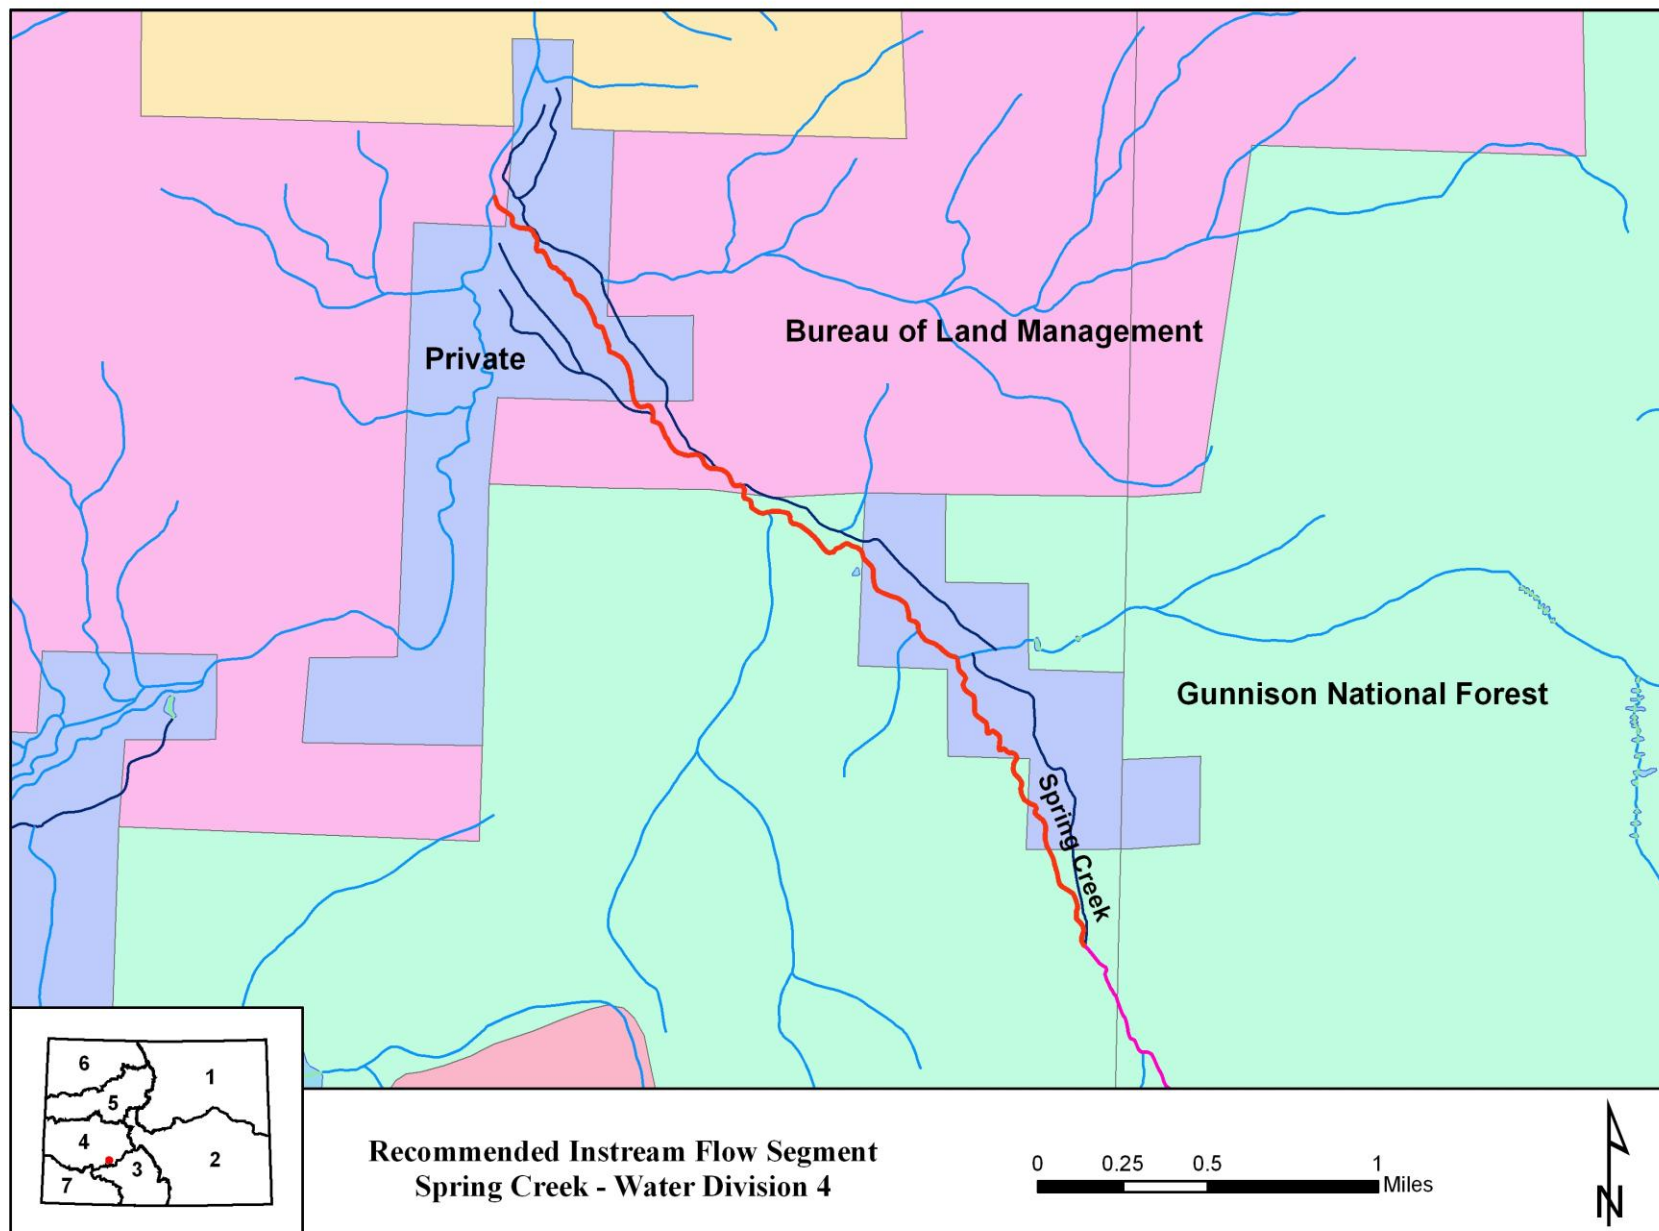 Private
Bureau of Land Management
Gunnison National Forest
Spring Creek
6
1
5
4
3
2
7
Recommended Instream Flow Segment
Spring Creek - Water Division 4
0 0.25 0.5 1
Miles
N